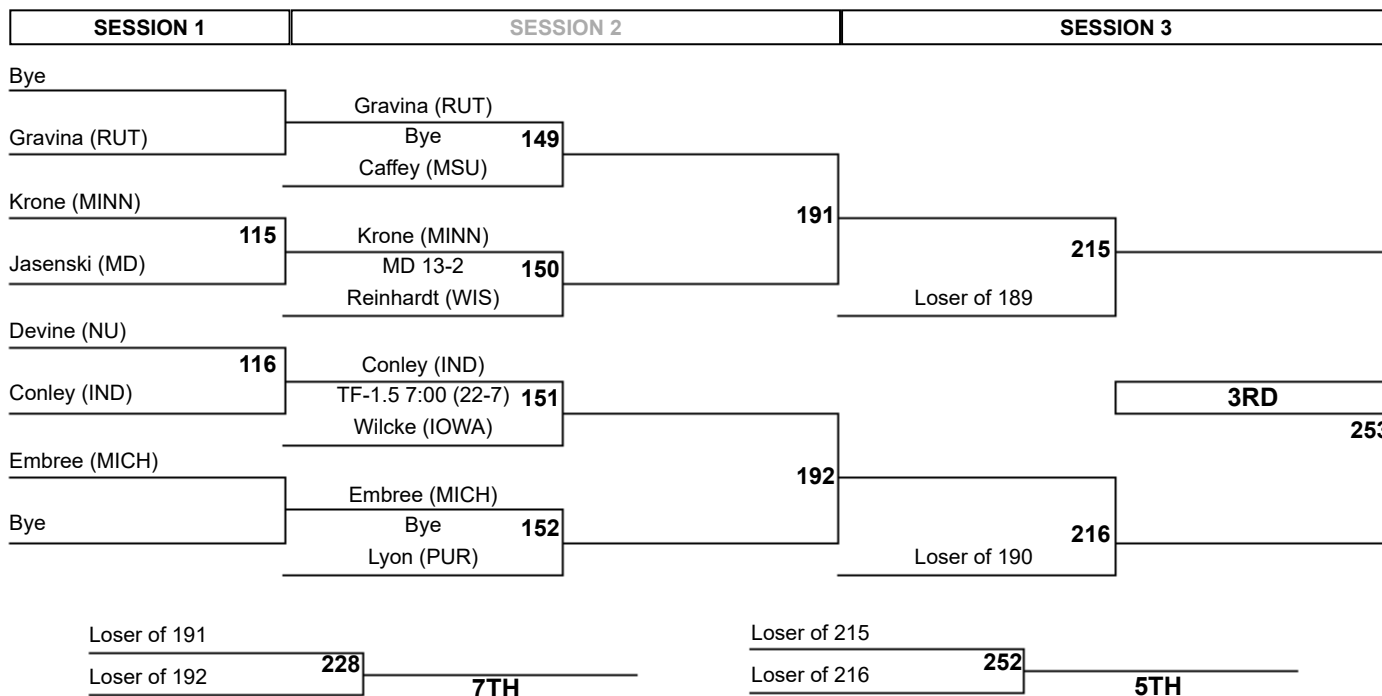 SESSION 1
SESSION 2
SESSION 3
Bye
Gravina (RUT)
Krone (MINN)
115
Jasenski (MD)
Devine (NU)
116
Conley (IND)
Embree (MICH)
Bye
Gravina (RUT)
Bye
149
Caffey (MSU)
Krone (MINN)
MD 13-2
150
Reinhardt (WIS)
Conley (IND)
TF-1.5 7:00 (22-7)
151
Wilcke (IOWA)
Embree (MICH)
Bye
152
Lyon (PUR)
191
192
215
Loser of 189
3RD
253
216
Loser of 190
Loser of 191
228
Loser of 192
7TH
Loser of 215
252
Loser of 216
5TH